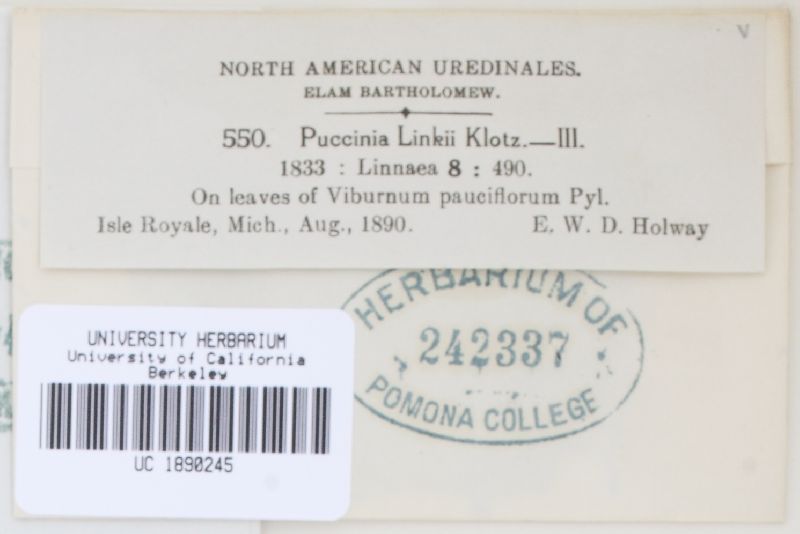 V
NORTH AMERICAN UREDINALES.
ELAM BARTHOLOMEW.
550. Puccinia Linkii Klotz.—III.
1833 : Linnaea 8 : 490.
On leaves of Viburnum pauciflorum Pyl.
Isle Royale, Mich., Aug., 1890. E. W. D. Holway
HERBARIUM OF
242337
POMONA COLLEGE
UNIVERSITY HERBARIUM
University of California
Berkeley
UC 1890245